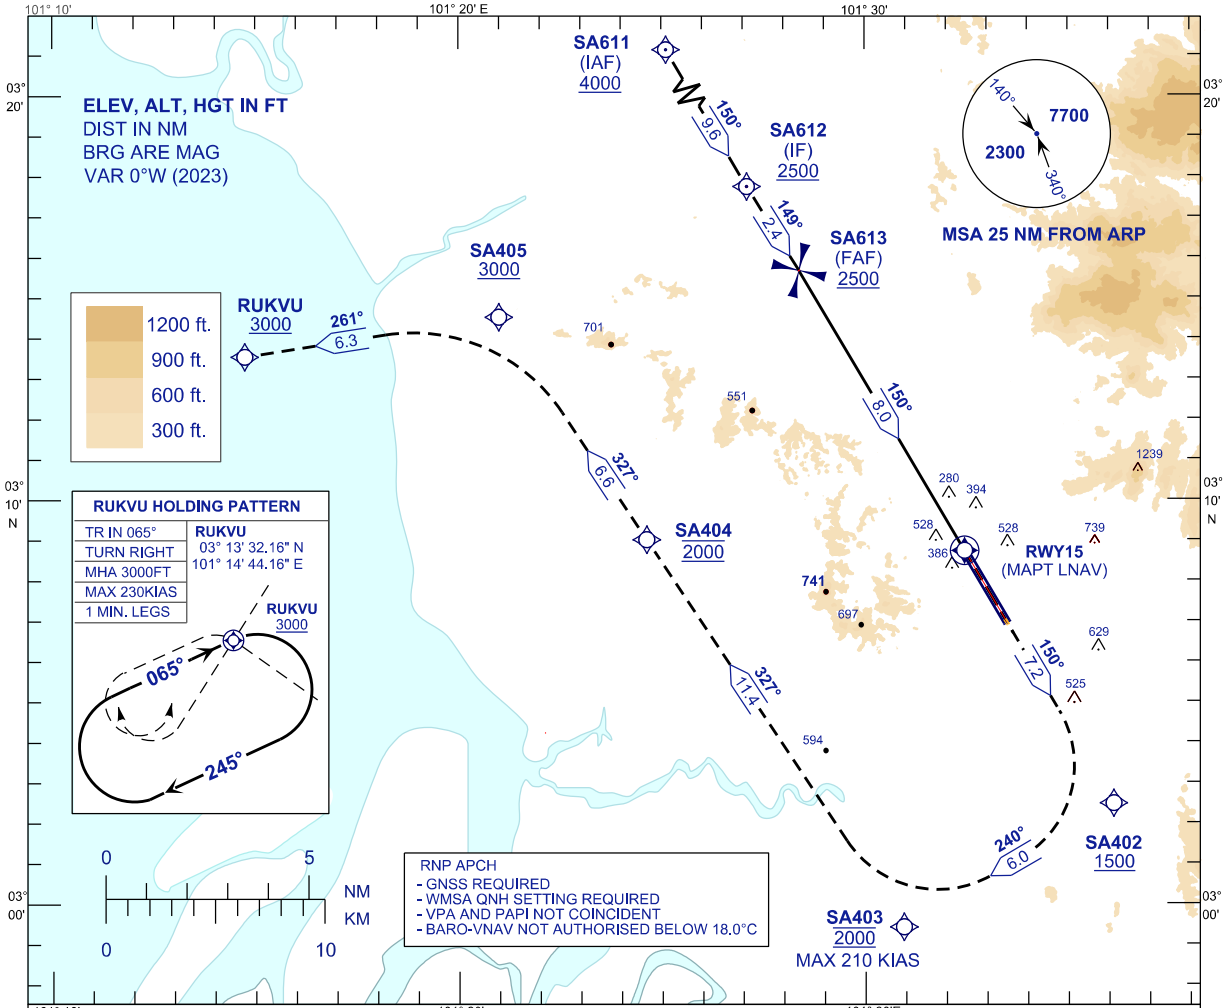 101° 10'
101° 20' E
101° 30'
03°
20'
03°
20'
ELEV, ALT, HGT IN FT
DIST IN NM
BRG ARE MAG
VAR 0°W (2023)
SA611
(IAF)
4000
150°
9.6
SA612
(IF)
2500
149°
2.4
SA613
(FAF)
2500
140°
7700
2300
340°
MSA 25 NM FROM ARP
SA405
3000
RUKVU
3000
261°
6.3
1200 ft.
900 ft.
600 ft.
300 ft.
701
551
150°
8.0
327°
6.6
1239
280
394
528
528
739
386
RWY15
(MAPT LNAV)
03°
10'
N
03°
10'
N
SA404
2000
741
697
629
525
150°
7.2
327°
11.4
594
RUKVU HOLDING PATTERN
TR IN 065°
TURN RIGHT
MHA 3000FT
MAX 230KIAS
1 MIN. LEGS
RUKVU
03° 13' 32.16" N
101° 14' 44.16" E
RUKVU
3000
065°
245°
SA402
1500
240°
6.0
SA403
2000
MAX 210 KIAS
0
5
NM
KM
0
10
RNP APCH
- GNSS REQUIRED
- WMSA QNH SETTING REQUIRED
- VPA AND PAPI NOT COINCIDENT
- BARO-VNAV NOT AUTHORISED BELOW 18.0°C
03°
00'
03°
00'